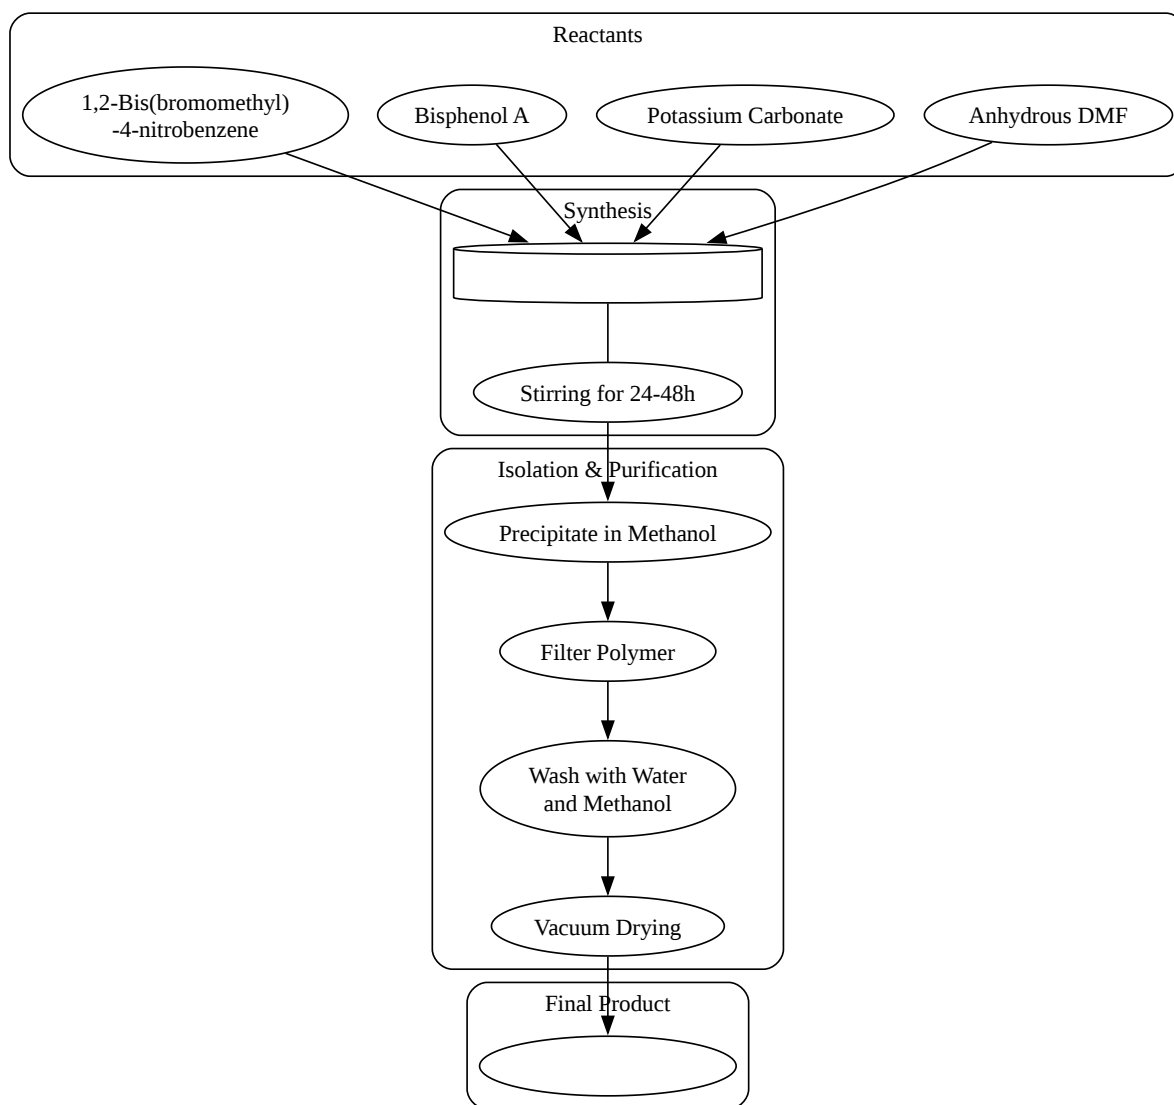 Reactants
1,2-Bis(bromomethyl)
-4-nitrobenzene
Bisphenol A
Potassium Carbonate
Anhydrous DMF
Synthesis
Stirring for 24-48h
Isolation & Purification
Precipitate in Methanol
Filter Polymer
Wash with Water
and Methanol
Vacuum Drying
Final Product